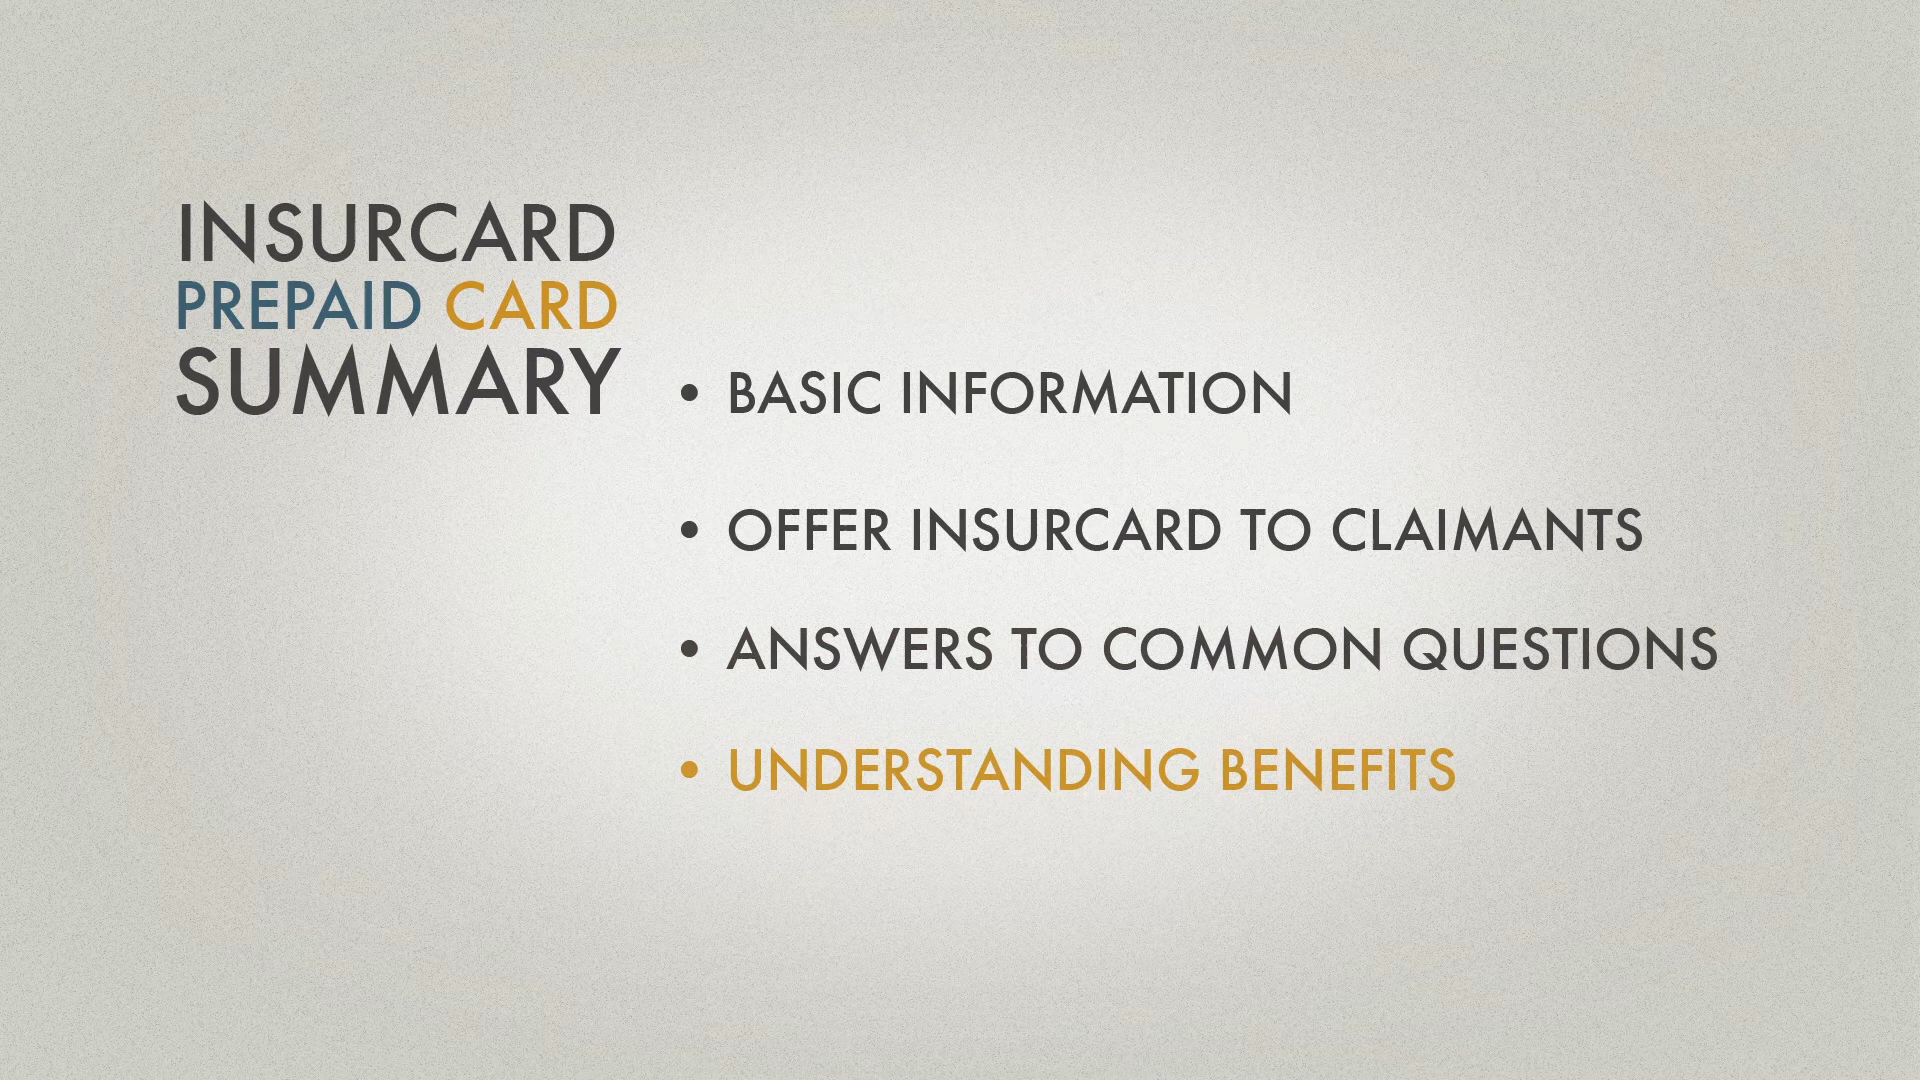 INSURCARD
PREPAID CARD
SUMMARY
• BASIC INFORMATION
• OFFER INSURCARD TO CLAIMANTS
• ANSWERS TO COMMON QUESTIONS
• UNDERSTANDING BENEFITS